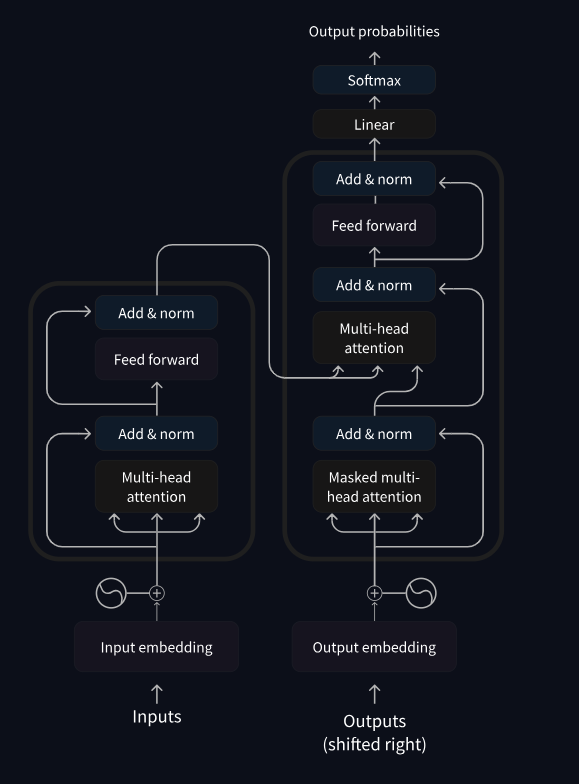 Output probabilities
Softmax
Linear
Add & norm
Feed forward
Add & norm
Multi-head
attention
Add & norm
Masked multi-
head attention
Add & norm
Feed forward
Add & norm
Multi-head
attention
Input embedding
Output embedding
Inputs
Outputs
(shifted right)